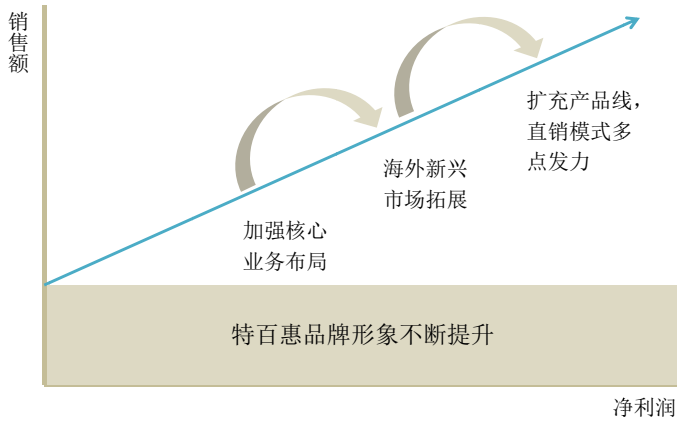 销售额
扩充产品线，
直销模式多
点发力
海外新兴
市场拓展
加强核心
业务布局
特百惠品牌形象不断提升
净利润